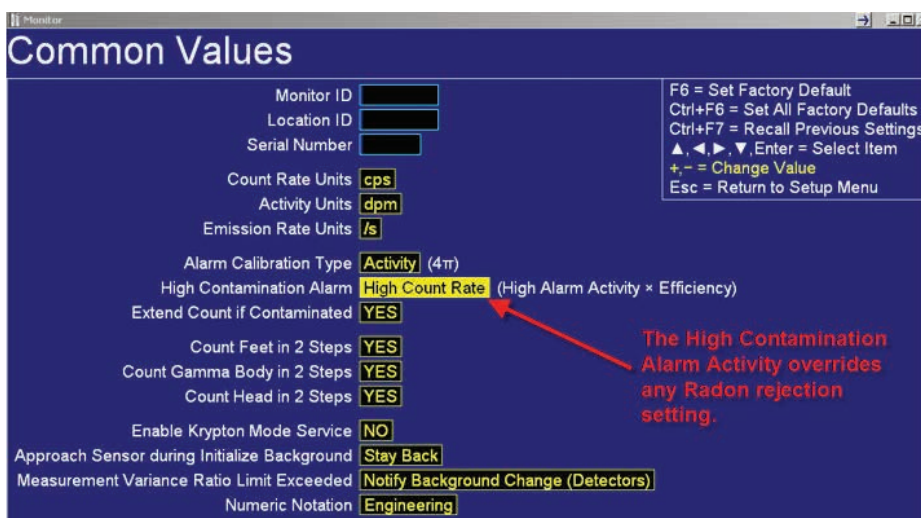 Monitor
Common Values
Monitor ID
Location ID
Serial Number
Count Rate Units cps
Activity Units dpm
Emission Rate Units /s
Alarm Calibration Type Activity (4π)
High Contamination Alarm High Count Rate (High Alarm Activity × Efficiency)
Extend Count if Contaminated YES
Count Feet in 2 Steps YES
Count Gamma Body in 2 Steps YES
Count Head in 2 Steps YES
Enable Krypton Mode Service NO
Approach Sensor during Initialize Background Stay Back
Measurement Variance Ratio Limit Exceeded Notify Background Change (Detectors)
Numeric Notation Engineering
F6 = Set Factory Default
Ctrl+F6 = Set All Factory Defaults
Ctrl+F7 = Recall Previous Settings
▲,◄,►,▼,Enter = Select Item
+,− = Change Value
Esc = Return to Setup Menu
The High Contamination
Alarm Activity overrides
any Radon rejection
setting.